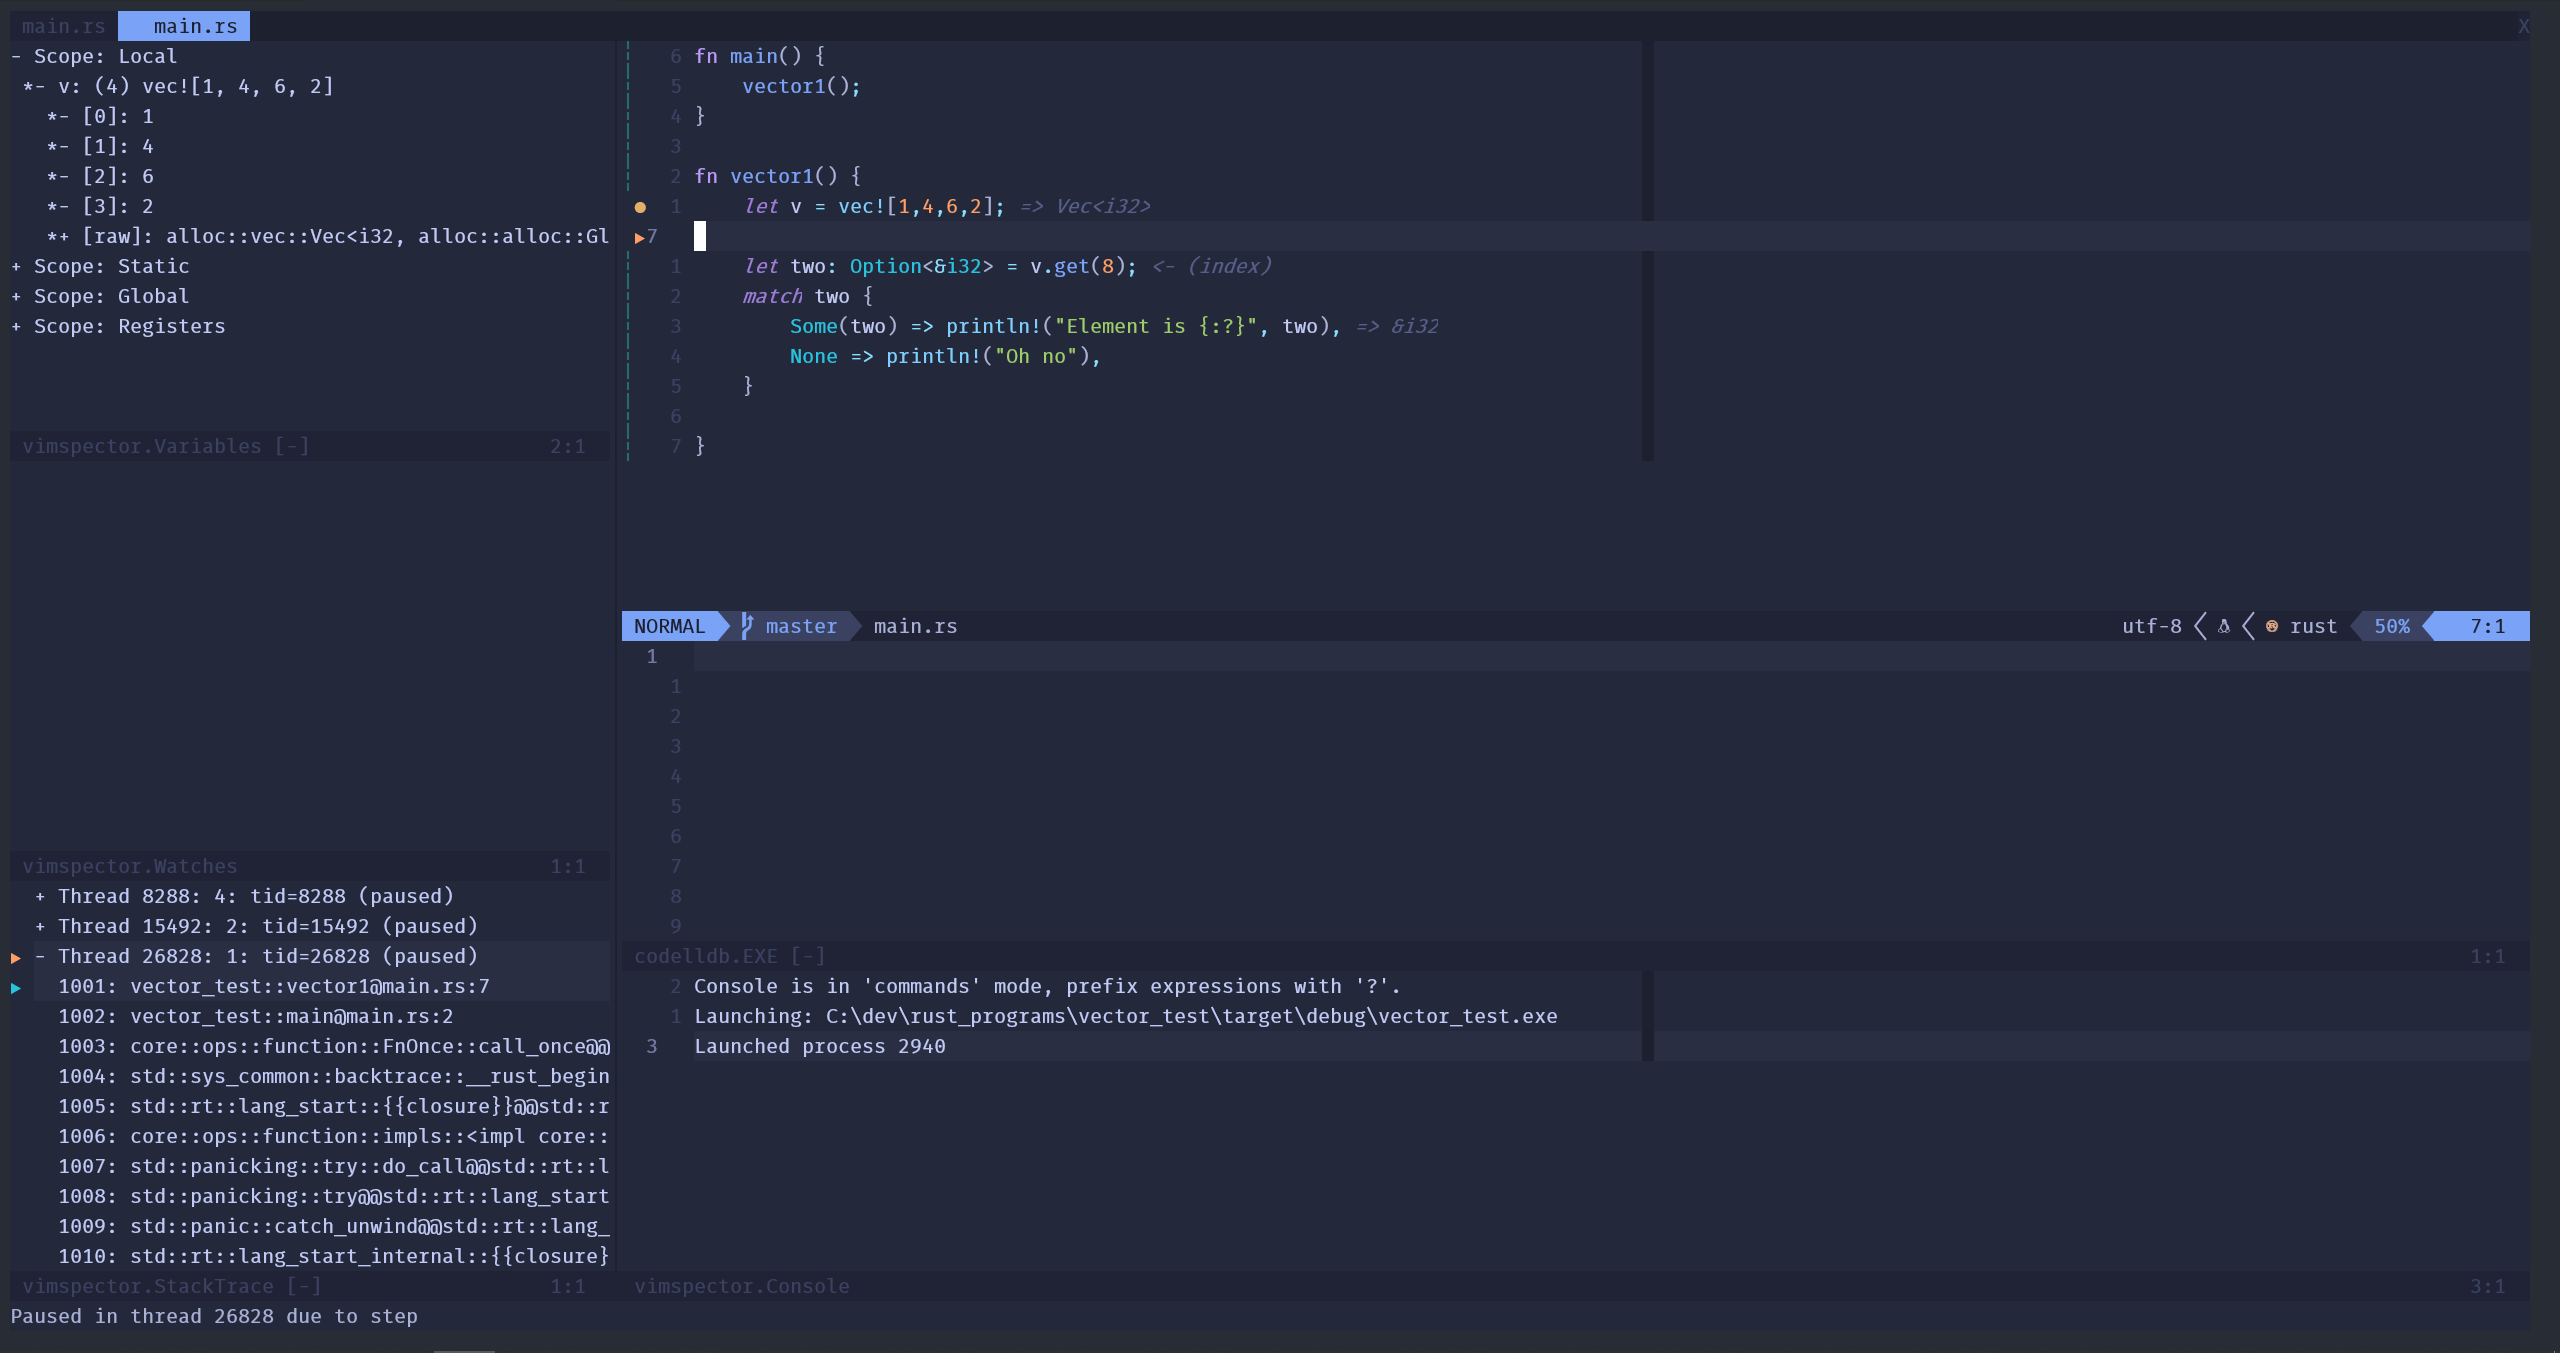 main.rs  main.rs  X
- Scope: Local
 *- v: (4) vec![1, 4, 6, 2]
   *- [0]: 1
   *- [1]: 4
   *- [2]: 6
   *- [3]: 2
   *+ [raw]: alloc::vec::Vec<i32, alloc::alloc::Gl
+ Scope: Static
+ Scope: Global
+ Scope: Registers
vimspector.Variables [-] 2:1
vimspector.Watches 1:1
  + Thread 8288: 4: tid=8288 (paused)
  + Thread 15492: 2: tid=15492 (paused)
▶ - Thread 26828: 1: tid=26828 (paused)
▶   1001: vector_test::vector1@main.rs:7
    1002: vector_test::main@main.rs:2
    1003: core::ops::function::FnOnce::call_once@@
    1004: std::sys_common::backtrace::__rust_begin
    1005: std::rt::lang_start::{{closure}}@@std::r
    1006: core::ops::function::impls::<impl core::
    1007: std::panicking::try::do_call@@std::rt::l
    1008: std::panicking::try@@std::rt::lang_start
    1009: std::panic::catch_unwind@@std::rt::lang_
    1010: std::rt::lang_start_internal::{{closure}
vimspector.StackTrace [-] 1:1
6 fn main() {
5     vector1();
4 }
3
2 fn vector1() {
● 1     let v = vec![1,4,6,2]; => Vec<i32>
▶7
1     let two: Option<&i32> = v.get(8); <- (index)
2     match two {
3         Some(two) => println!("Element is {:?}", two), => &i32
4         None => println!("Oh no"),
5     }
6
7 }
NORMAL master main.rs utf-8 rust 50% 7:1
1
1
2
3
4
5
6
7
8
9
codelldb.EXE [-] 1:1
2 Console is in 'commands' mode, prefix expressions with '?'.
1 Launching: C:\dev\rust_programs\vector_test\target\debug\vector_test.exe
3 Launched process 2940
vimspector.Console 3:1
Paused in thread 26828 due to step